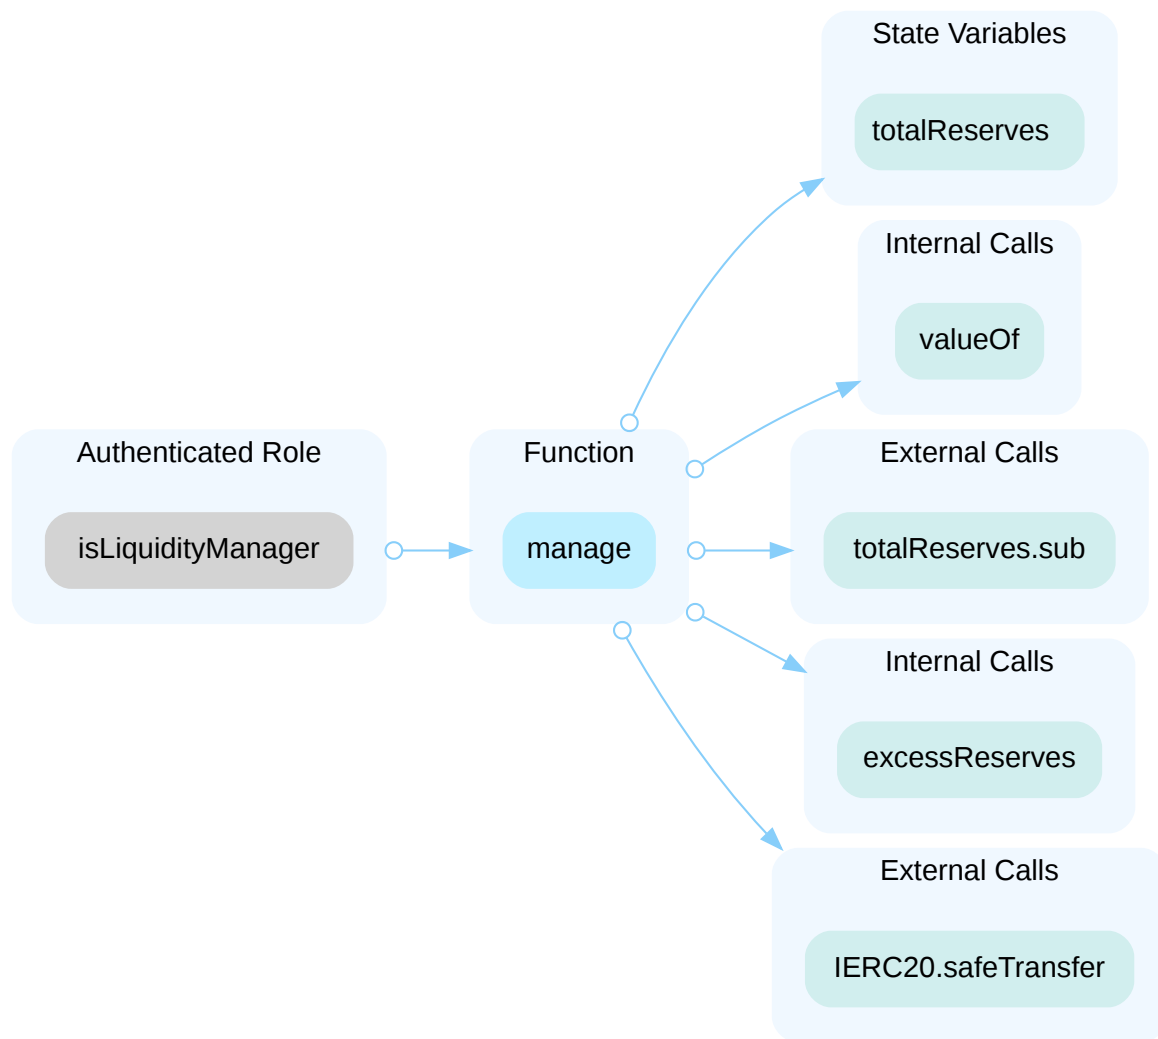 State Variables
totalReserves
Internal Calls
valueOf
Authenticated Role
isLiquidityManager
Function
manage
External Calls
totalReserves.sub
Internal Calls
excessReserves
External Calls
IERC20.safeTransfer